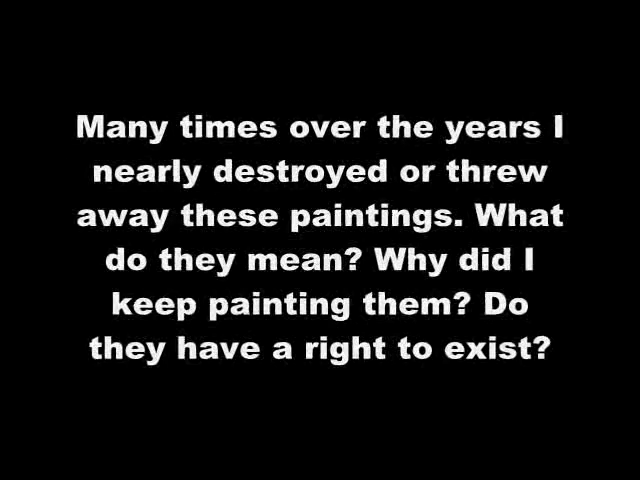 Many times over the years I
nearly destroyed or threw
away these paintings. What
do they mean? Why did I
keep painting them? Do
they have a right to exist?